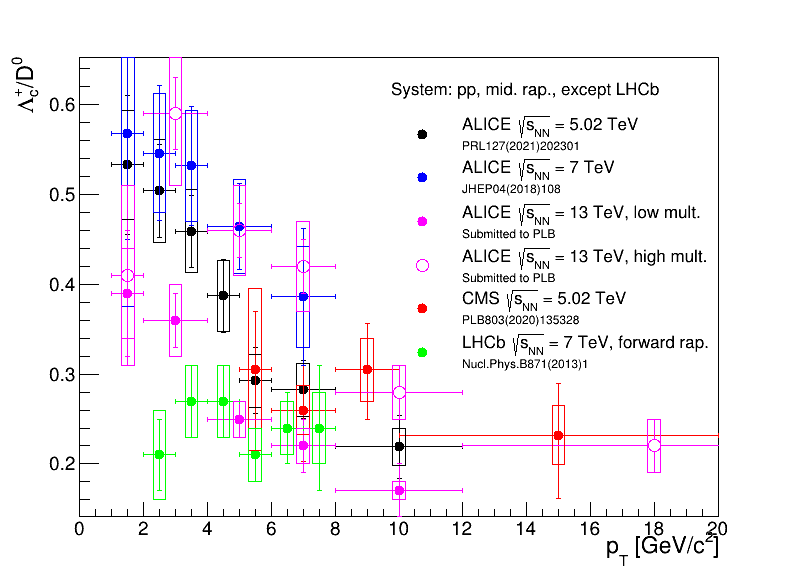 Λc+/D0
System: pp, mid. rap., except LHCb
ALICE √sNN = 5.02 TeV
PRL127(2021)202301
ALICE √sNN = 7 TeV
JHEP04(2018)108
ALICE √sNN = 13 TeV, low mult.
Submitted to PLB
ALICE √sNN = 13 TeV, high mult.
Submitted to PLB
CMS √sNN = 5.02 TeV
PLB803(2020)135328
LHCb √sNN = 7 TeV, forward rap.
Nucl.Phys.B871(2013)1
0.6
0.5
0.4
0.3
0.2
0 2 4 6 8 10 12 14 16 18 20
pT [GeV/c2]